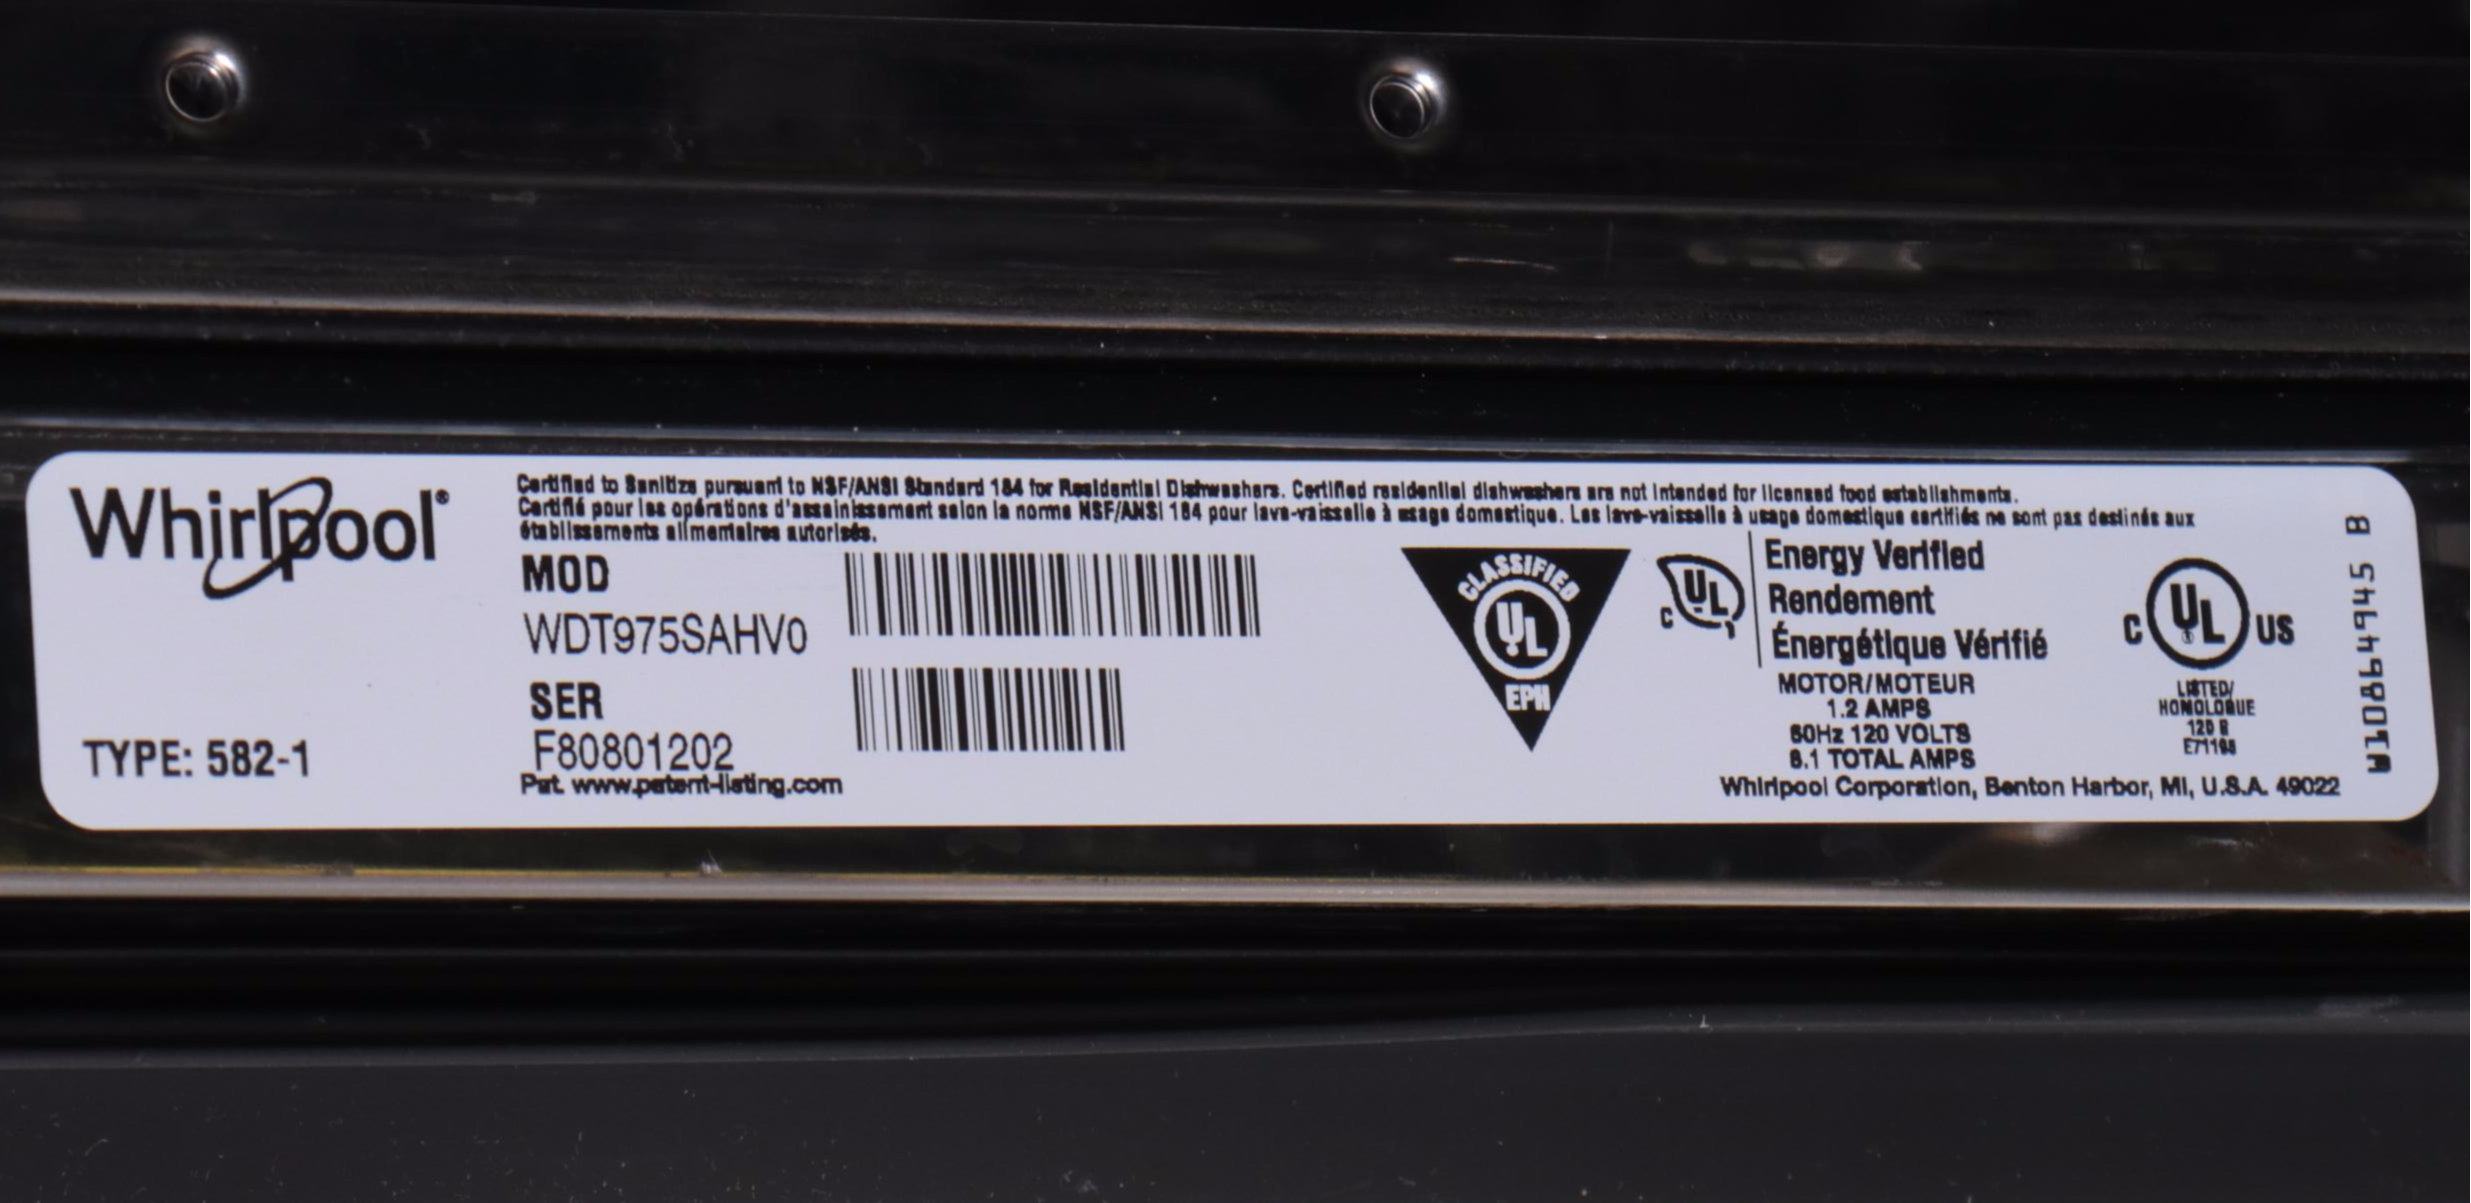 Whirlpool®
Certified to Sanitize pursuant to NSF/ANSI Standard 184 for Residential Dishwashers. Certified residential dishwashers are not intended for licensed food establishments.
Certifié pour les opérations d'assainissement selon la norme NSF/ANSI 184 pour lave-vaisselle à usage domestique. Les lave-vaisselle à usage domestique certifiés ne sont pas destinés aux
établissements alimentaires autorisés.
MOD
WDT975SAHV0
SER
F80801202
TYPE: 582-1
Pat. www.patent-listing.com
CLASSIFIED
UL
EPH
C UL
Energy Verified
Rendement
Énergétique Vérifié
MOTOR/MOTEUR
1.2 AMPS
60Hz 120 VOLTS
8.1 TOTAL AMPS
C UL US
LISTED/
HOMOLOGUE
120 R
Whirlpool Corporation, Benton Harbor, MI, U.S.A. 49022
W10864945 B